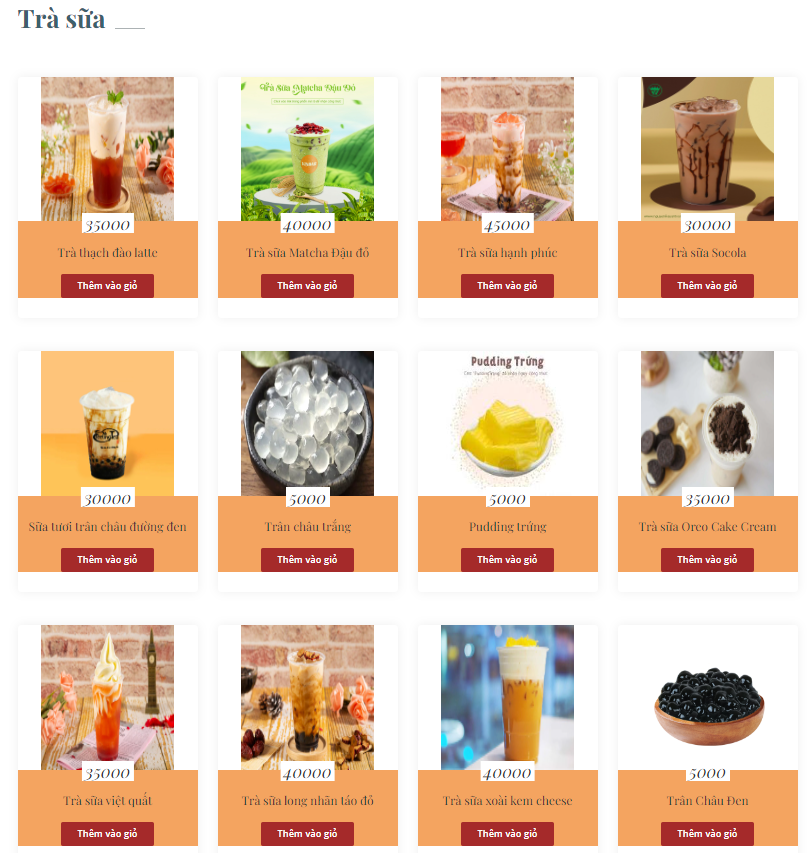 Trà sữa
Trà Sữa Matcha Đậu Đỏ
35000
40000
45000
30000
Trà thạch đào latte
Trà sữa Matcha Đậu đỏ
Trà sữa hạnh phúc
Trà sữa Socola
Thêm vào giỏ
Thêm vào giỏ
Thêm vào giỏ
Thêm vào giỏ
Pudding Trứng
30000
5000
5000
35000
Sữa tươi trân châu đường đen
Trân châu trắng
Pudding trứng
Trà sữa Oreo Cake Cream
Thêm vào giỏ
Thêm vào giỏ
Thêm vào giỏ
Thêm vào giỏ
35000
40000
40000
5000
Trà sữa việt quất
Trà sữa long nhãn táo đỏ
Trà sữa xoài kem cheese
Trân Châu Đen
Thêm vào giỏ
Thêm vào giỏ
Thêm vào giỏ
Thêm vào giỏ